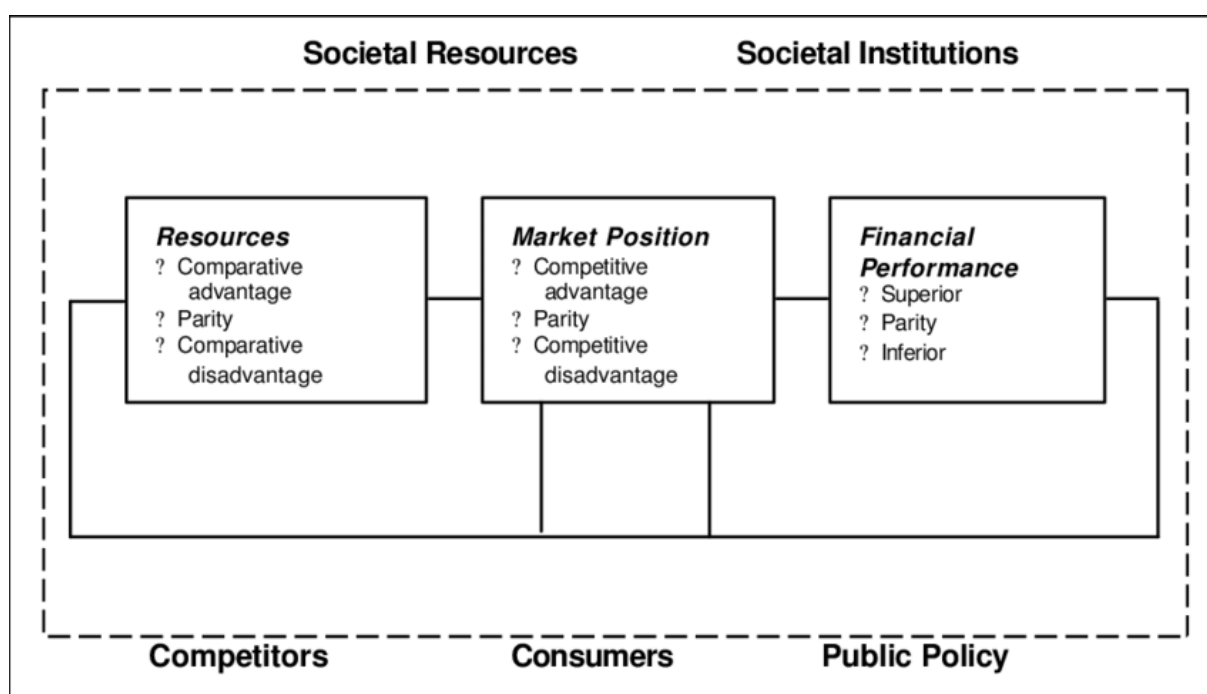 Societal Resources
Societal Institutions
Resources
? Comparative
advantage
? Parity
? Comparative
disadvantage
Market Position
? Competitive
advantage
? Parity
? Competitive
disadvantage
Financial
Performance
? Superior
? Parity
? Inferior
Competitors
Consumers
Public Policy